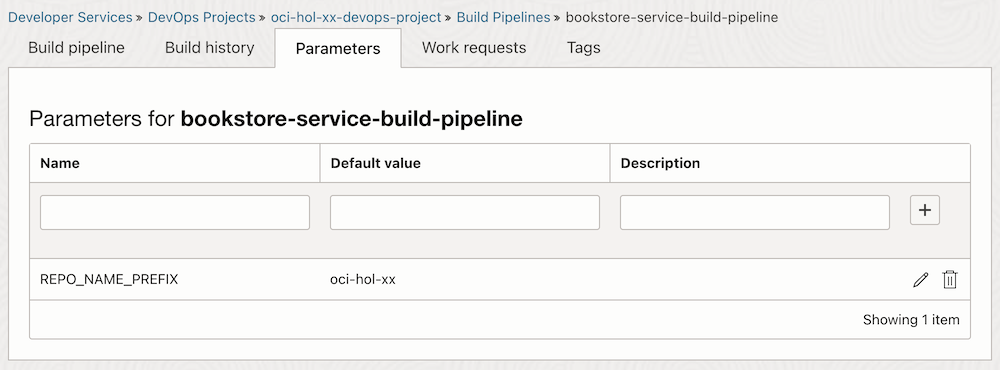 Developer Services » DevOps Projects » oci-hol-xx-devops-project » Build Pipelines » bookstore-service-build-pipeline
Build pipeline Build history Parameters Work requests Tags
Parameters for bookstore-service-build-pipeline
Name Default value Description
+
REPO_NAME_PREFIX oci-hol-xx
Showing 1 item